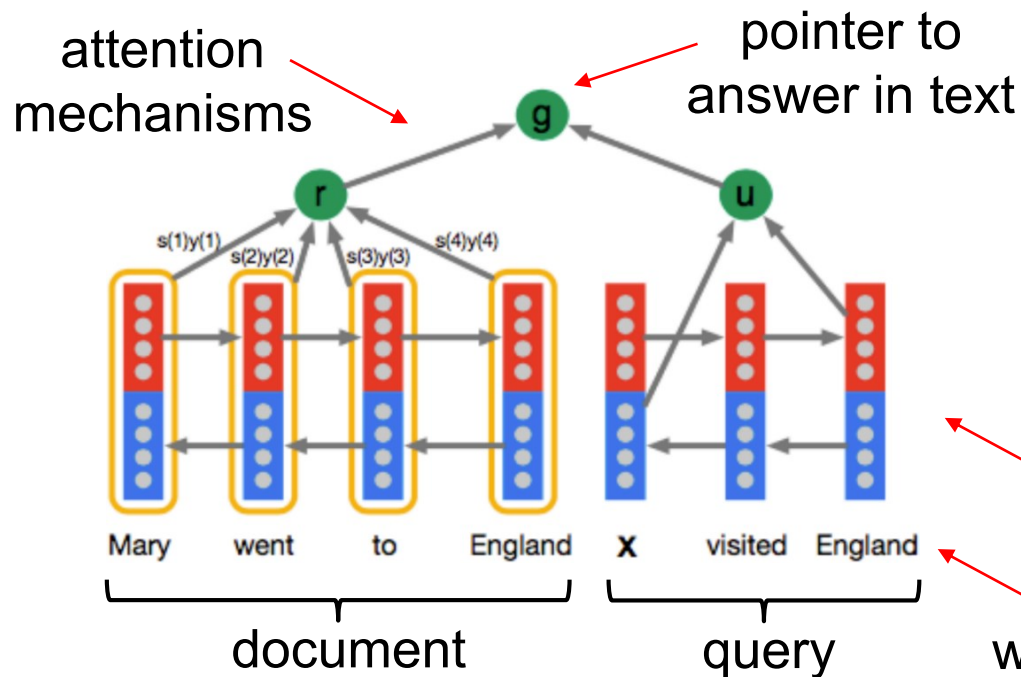 attention
mechanisms
pointer to
answer in text
g
r
u
s(1)y(1)
s(2)y(2)
s(3)y(3)
s(4)y(4)
Mary went to England
x visited England
document
query
w